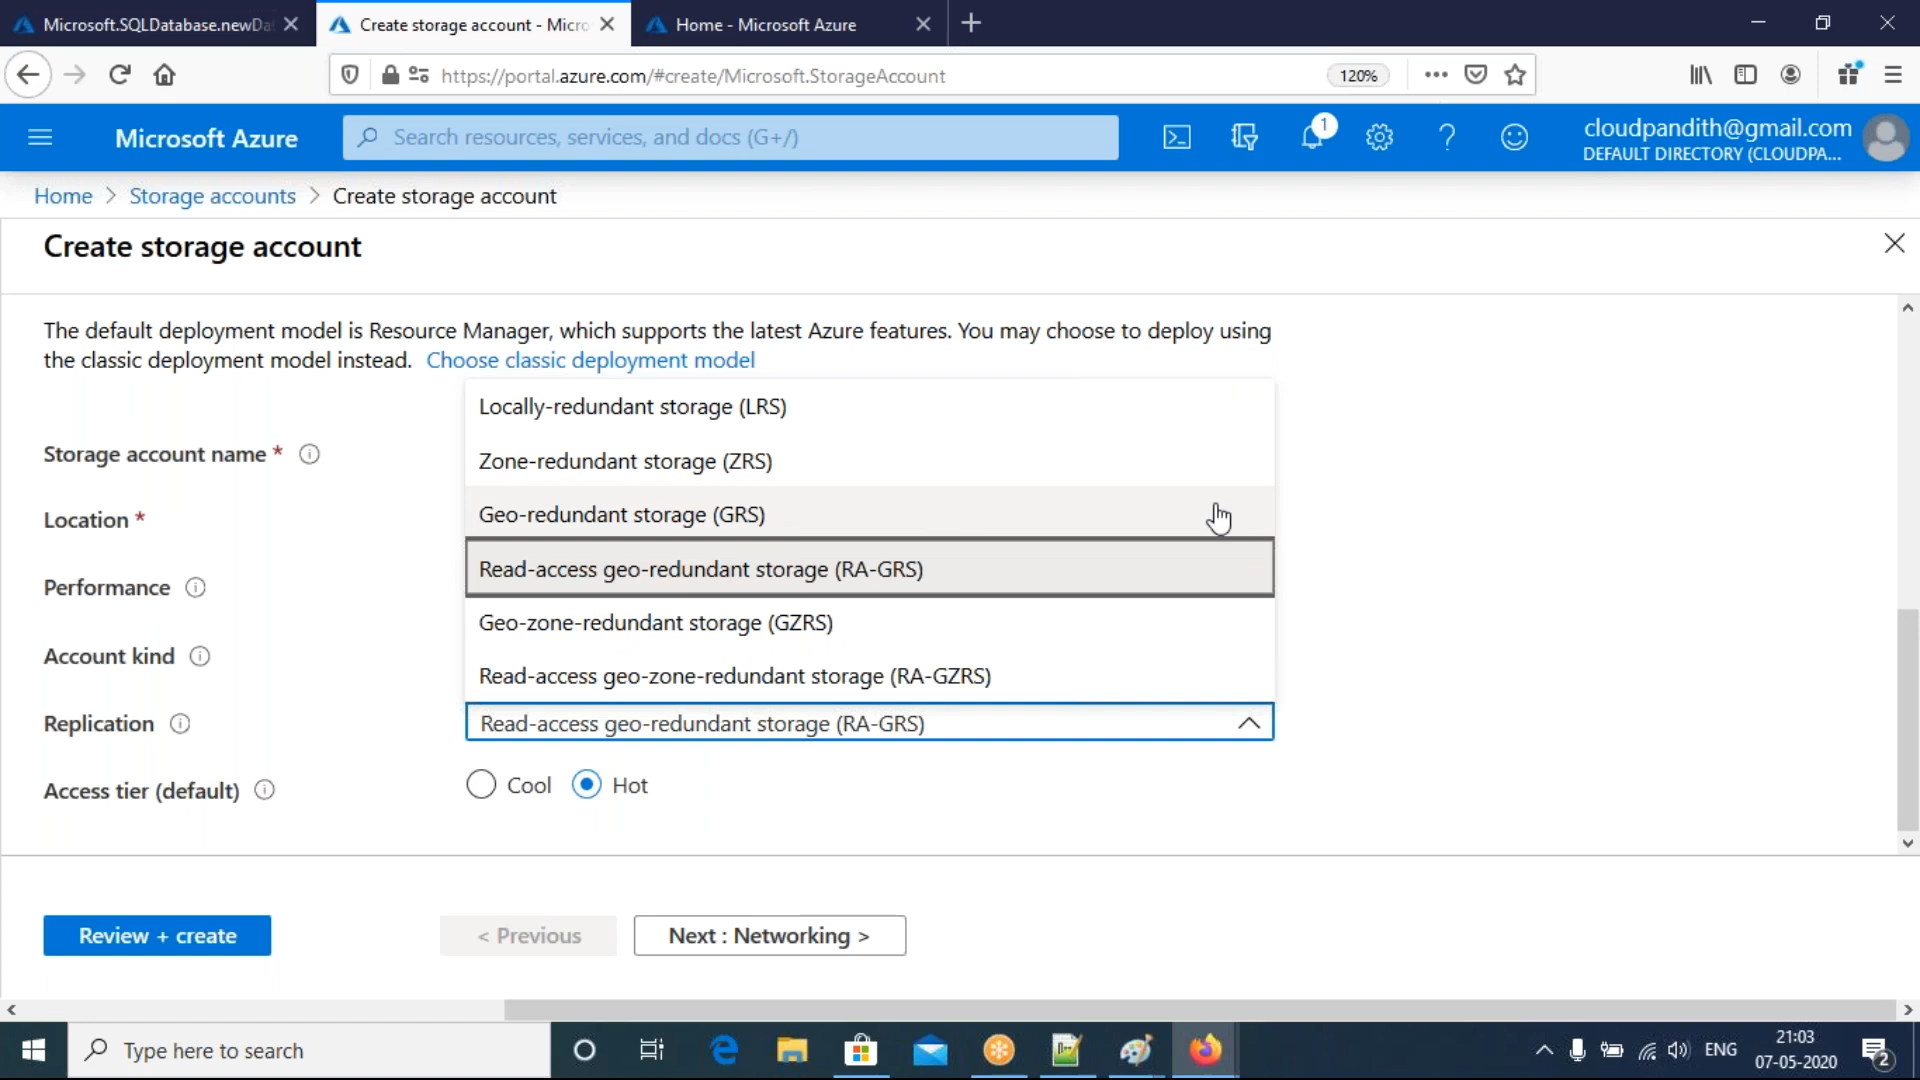 Microsoft.SQLDatabase.newDa
Create storage account - Micro
Home - Microsoft Azure
https://portal.azure.com/#create/Microsoft.StorageAccount
120%
Microsoft Azure
Search resources, services, and docs (G+/)
1
cloudpandith@gmail.com
DEFAULT DIRECTORY (CLOUDPA...
Home > Storage accounts > Create storage account
Create storage account
The default deployment model is Resource Manager, which supports the latest Azure features. You may choose to deploy using
the classic deployment model instead. Choose classic deployment model
Locally-redundant storage (LRS)
Storage account name *
Zone-redundant storage (ZRS)
Location *
Geo-redundant storage (GRS)
Performance
Read-access geo-redundant storage (RA-GRS)
Geo-zone-redundant storage (GZRS)
Account kind
Read-access geo-zone-redundant storage (RA-GZRS)
Replication
Read-access geo-redundant storage (RA-GRS)
Access tier (default)
Cool
Hot
Review + create
< Previous
Next : Networking >
Type here to search
ENG
21:03
07-05-2020
2